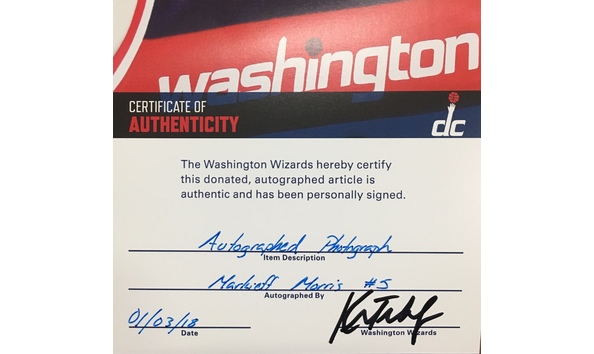 washington
CERTIFICATE OF
AUTHENTICITY
dc
The Washington Wizards hereby certify
this donated, autographed article is
authentic and has been personally signed.
Autographed Photograph
Item Description
Markieff Morris #5
Autographed By
01/03/18
Date
Washington Wizards